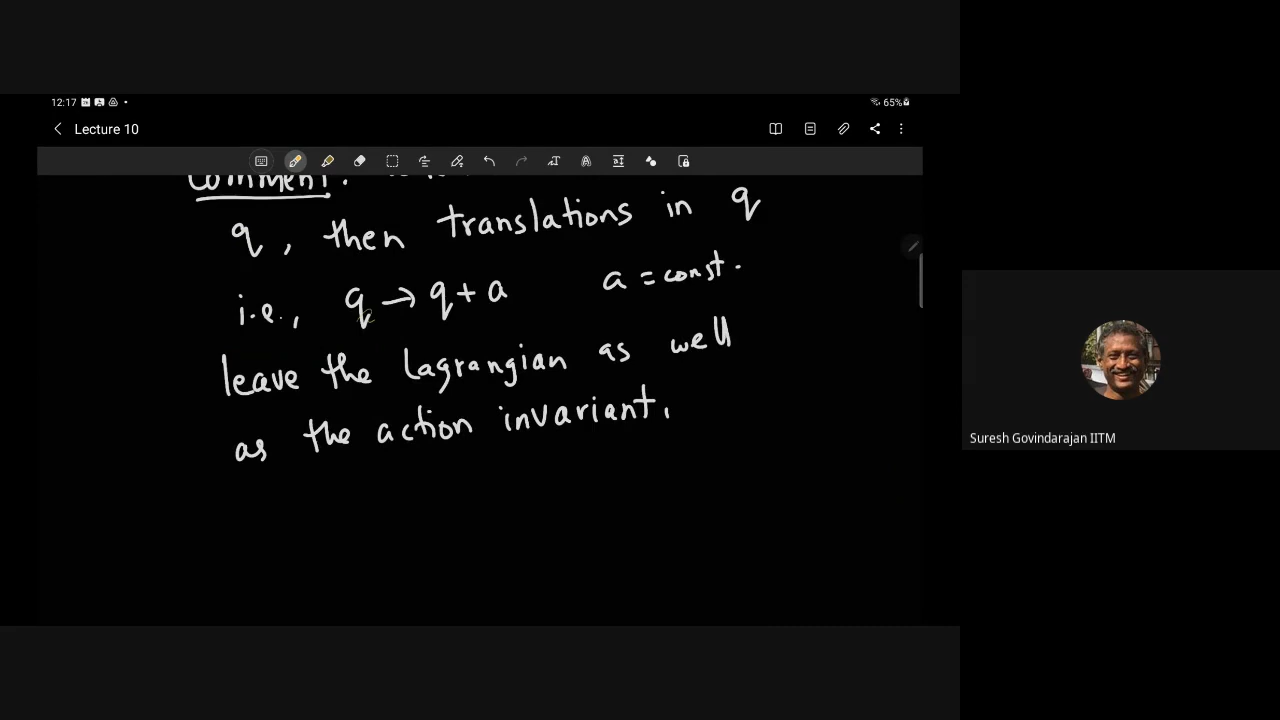 12:17
65%
Lecture 10
Comment:
q, then translations in q
i.e., q → q + a a = const.
leave the Lagrangian as well
as the action invariant.
Suresh Govindarajan IITM